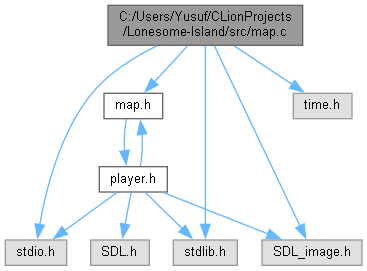 C:/Users/Yusuf/CLionProjects
/Lonesome-Island/src/map.c
map.h
time.h
player.h
stdio.h
SDL.h
stdlib.h
SDL_image.h